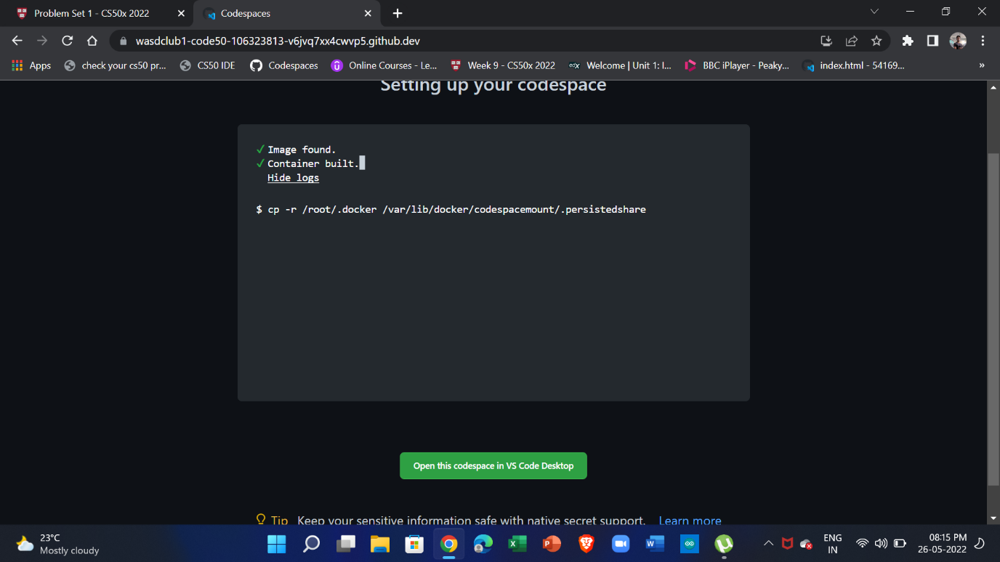 Problem Set 1 - CS50x 2022
Codespaces
wasdclub1-code50-106323813-v6jvq7xx4cwvp5.github.dev
Apps
check your cs50 pr...
CS50 IDE
Codespaces
Online Courses - Le...
Week 9 - CS50x 2022
edX
Welcome | Unit 1: I...
BBC iPlayer - Peaky...
index.html - 54169...
»
Setting up your codespace
✓ Image found.
✓ Container built.
Hide logs
$ cp -r /root/.docker /var/lib/docker/codespacemount/.persistedshare
Open this codespace in VS Code Desktop
Tip Keep your sensitive information safe with native secret support. Learn more
23°C
Mostly cloudy
ENG
IN
08:15 PM
26-05-2022